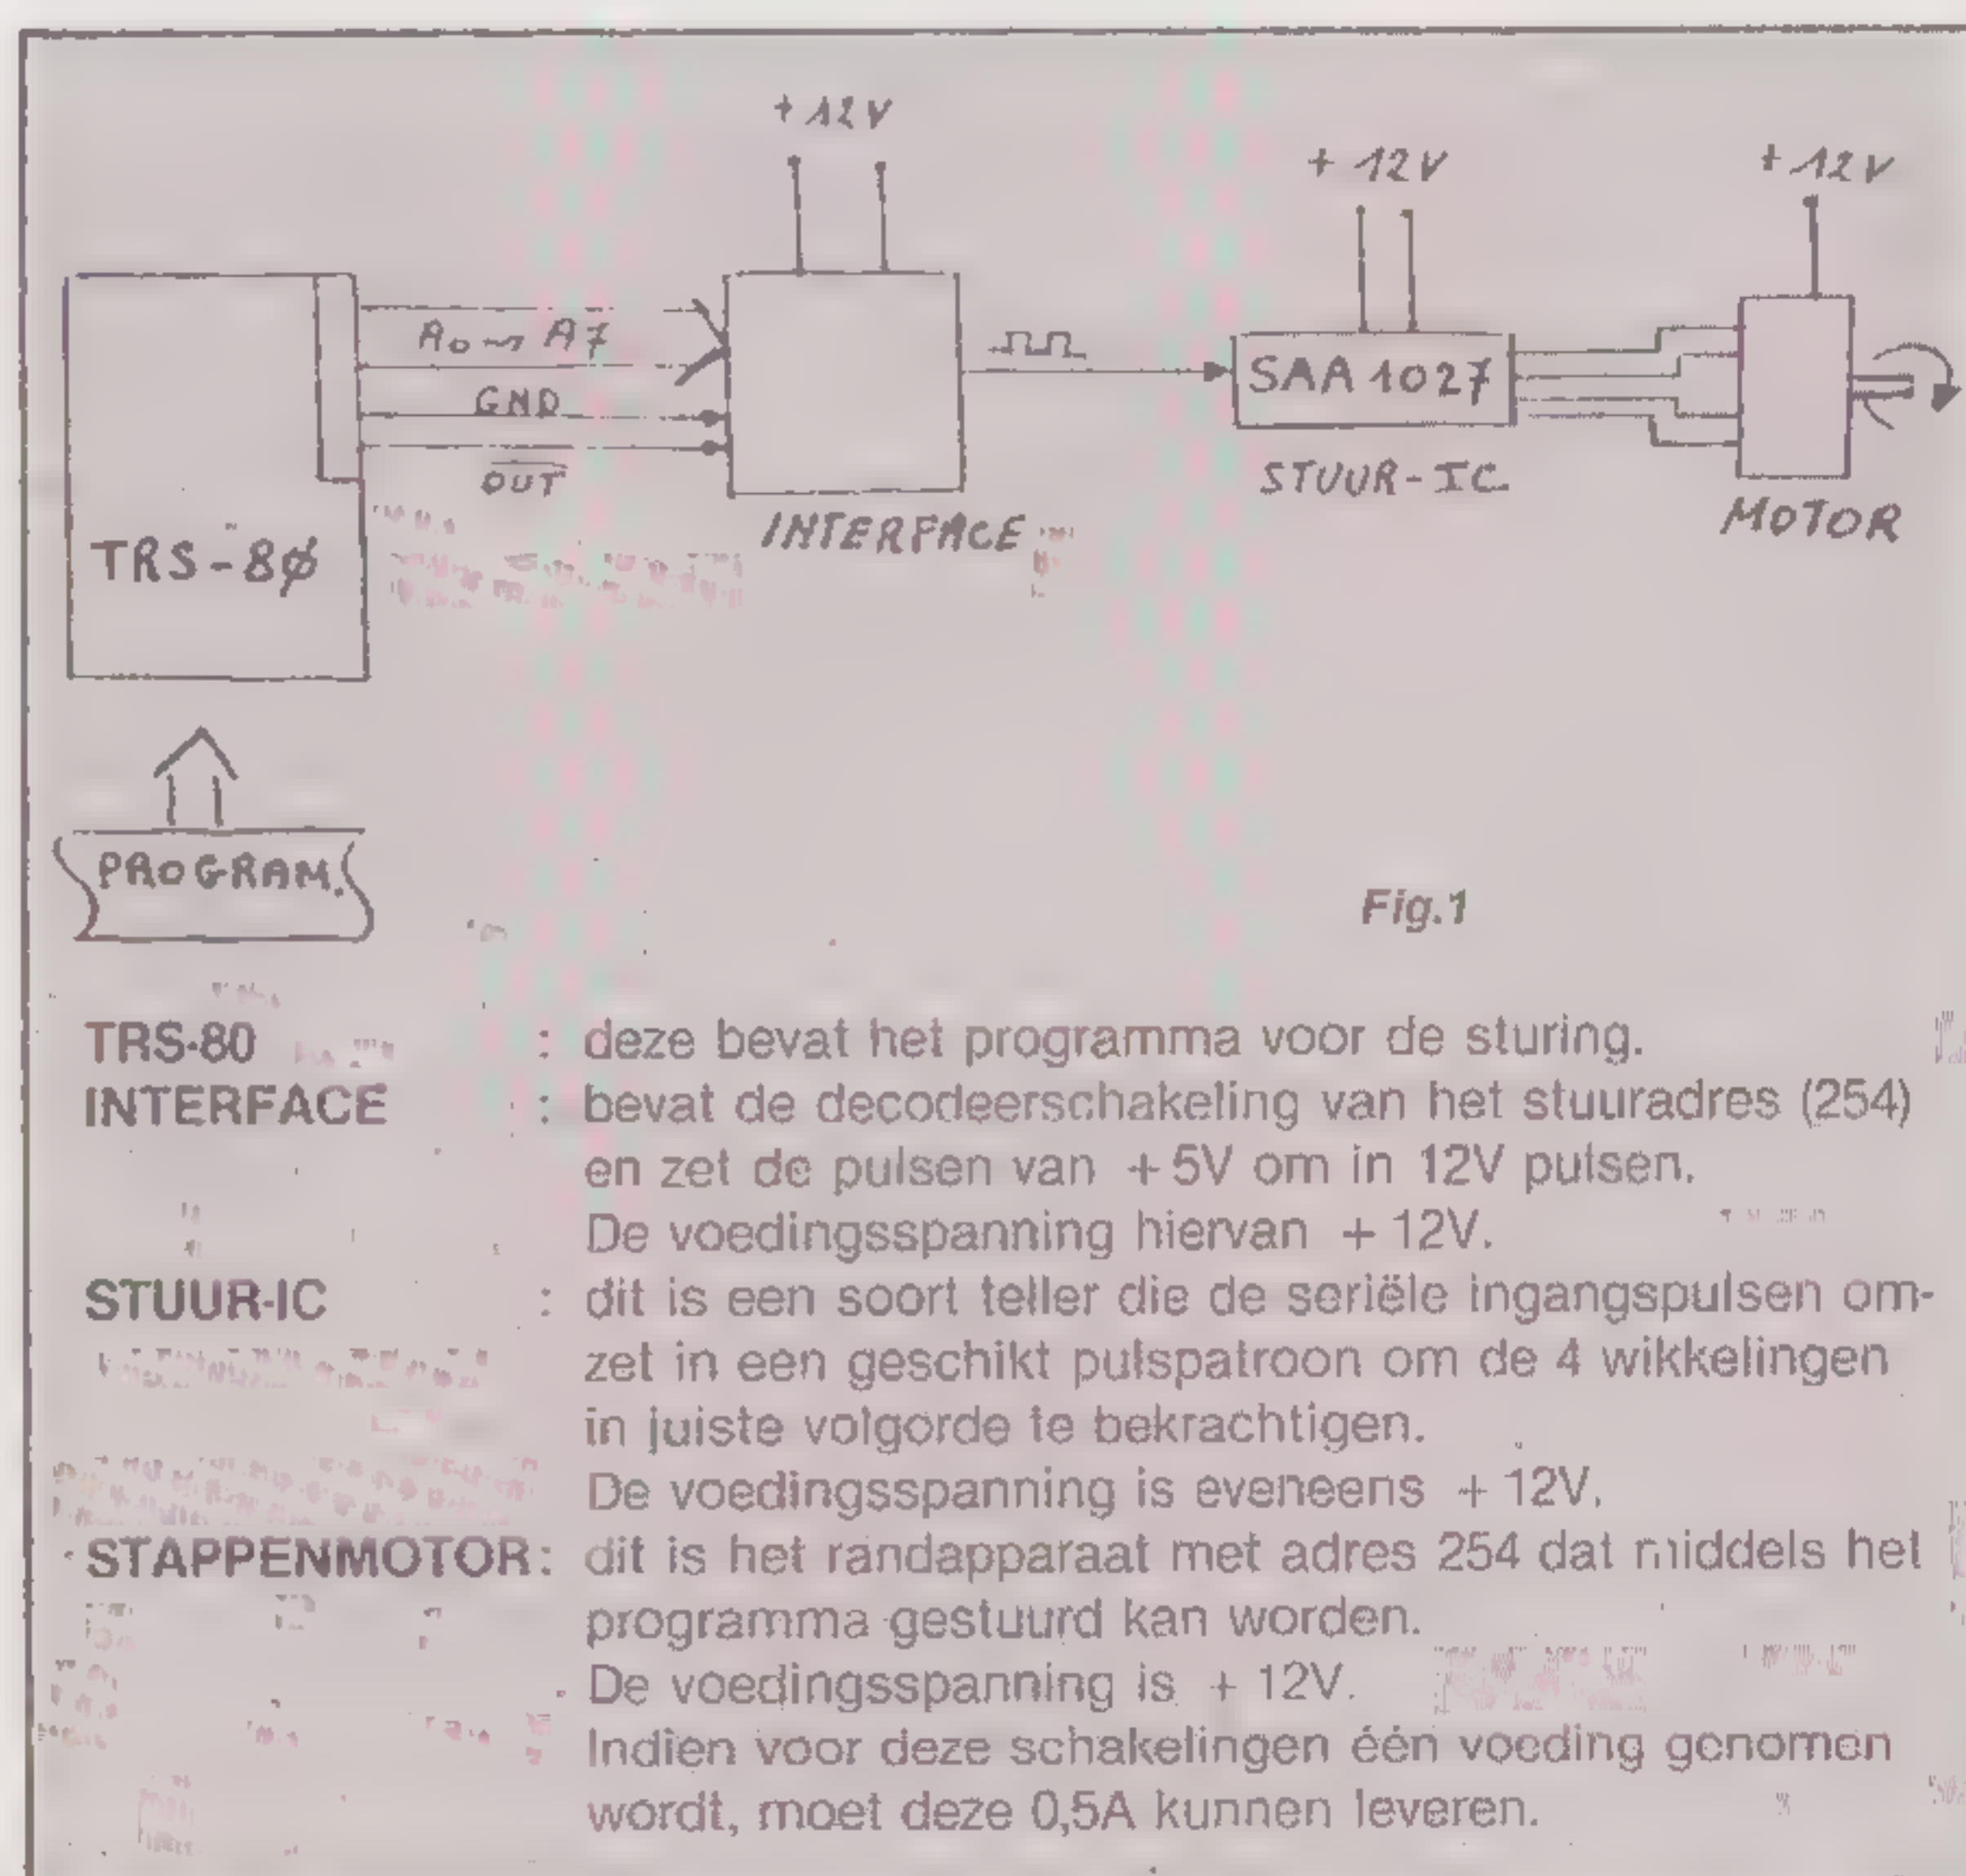 + 12V
+ 12V
+ 12V
A0 ~ A7
GND
OUT
SAA 1027
STUUR-IC
INTERFACE
MOTOR
TRS-8Ø
PROGRAM.
Fig.1
TRS-80 : deze bevat het programma voor de sturing.
INTERFACE : bevat de decodeerschakeling van het stuuradres (254)
en zet de pulsen van +5V om in 12V pulsen.
De voedingsspanning hiervan +12V.
STUUR-IC : dit is een soort teller die de seriële ingangspulsen om-
zet in een geschikt pulspatroon om de 4 wikkelingen
in juiste volgorde te bekrachtigen.
De voedingsspanning is eveneens +12V.
STAPPENMOTOR: dit is het randapparaat met adres 254 dat middels het
programma gestuurd kan worden.
De voedingsspanning is +12V.
Indien voor deze schakelingen één voeding genomen
wordt, moet deze 0,5A kunnen leveren.